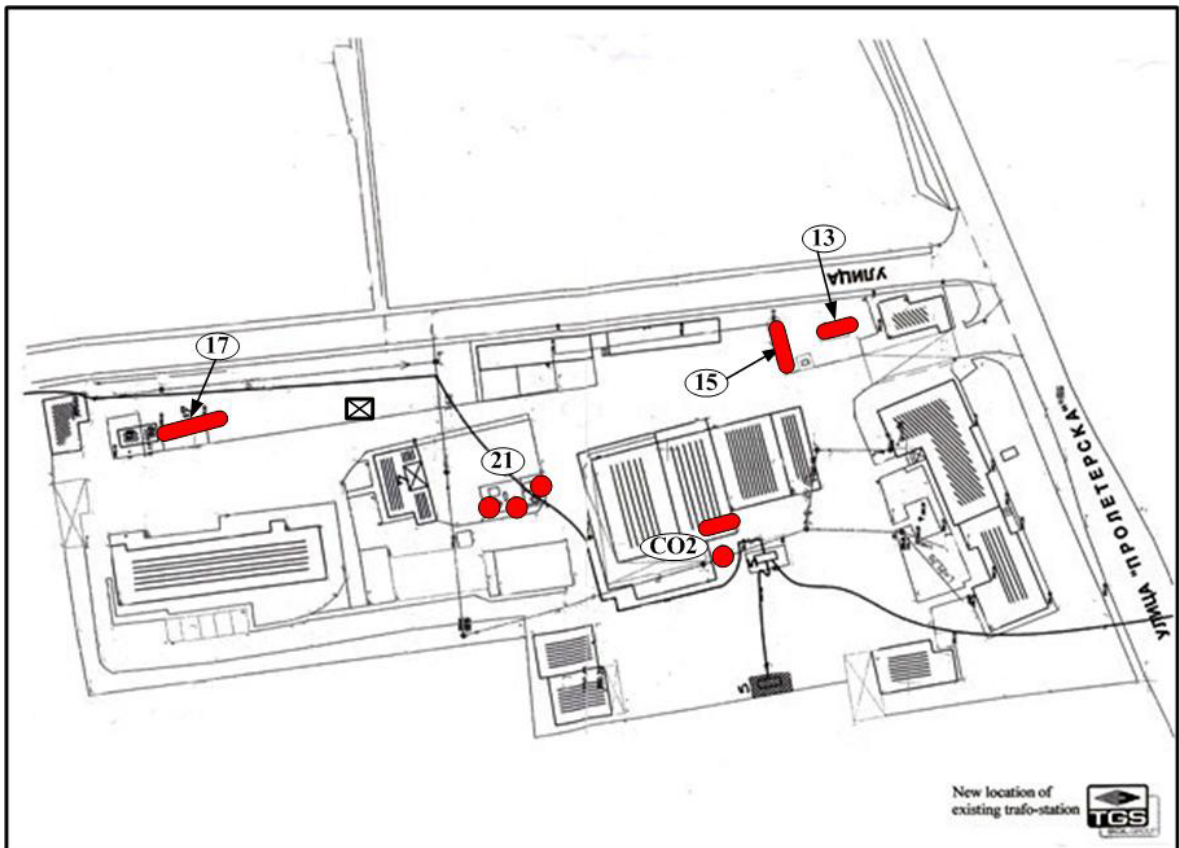 13
УЛИЦА
17
15
21
CO2
УЛИЦА "ПРОЛЕТЕРСКА"
New location of
existing trafo-station
TGS